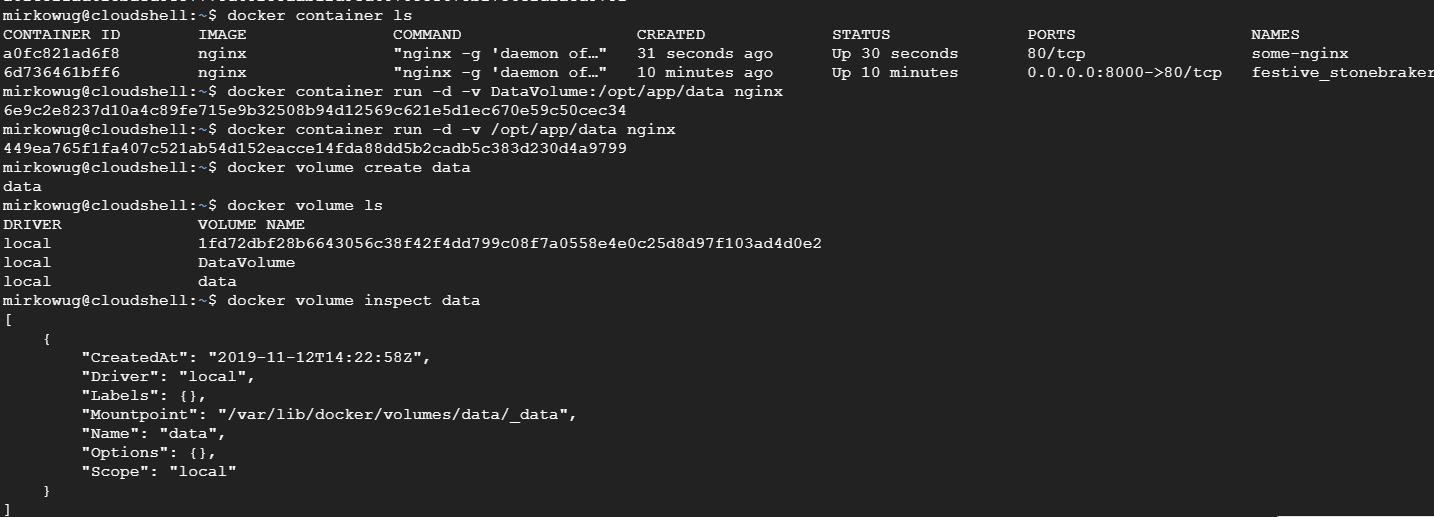 mirkowug@cloudshell:~$ docker container ls
CONTAINER ID IMAGE COMMAND CREATED STATUS PORTS NAMES
a0fc821ad6f8 nginx "nginx -g 'daemon of…" 31 seconds ago Up 30 seconds 80/tcp some-nginx
6d736461bff6 nginx "nginx -g 'daemon of…" 10 minutes ago Up 10 minutes 0.0.0.0:8000->80/tcp festive_stonebraker
mirkowug@cloudshell:~$ docker container run -d -v DataVolume:/opt/app/data nginx
6e9c2e8237d10a4c89fe715e9b32508b94d12569c621e5d1ec670e59c50cec34
mirkowug@cloudshell:~$ docker container run -d -v /opt/app/data nginx
449ea765f1fa407c521ab54d152eacce14fda88dd5b2cadb5c383d230d4a9799
mirkowug@cloudshell:~$ docker volume create data
data
mirkowug@cloudshell:~$ docker volume ls
DRIVER VOLUME NAME
local 1fd72dbf28b6643056c38f42f4dd799c08f7a0558e4e0c25d8d97f103ad4d0e2
local DataVolume
local data
mirkowug@cloudshell:~$ docker volume inspect data
[
{
"CreatedAt": "2019-11-12T14:22:58Z",
"Driver": "local",
"Labels": {},
"Mountpoint": "/var/lib/docker/volumes/data/_data",
"Name": "data",
"Options": {},
"Scope": "local"
}
]